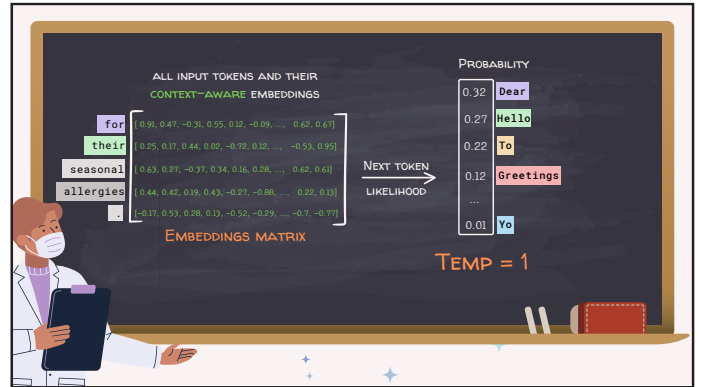 ALL INPUT TOKENS AND THEIR
CONTEXT-AWARE EMBEDDINGS
for [ 0.91, 0.47, -0.31, 0.55, 0.12, -0.09, ..., 0.62, 0.67]
their [ 0.25, 0.17, 0.44, 0.02, -0.72, 0.12, ..., -0.53, 0.95]
seasonal [ 0.63, 0.27, -0.37, 0.34, 0.16, 0.28, ..., 0.62, 0.61]
allergies [ 0.44, 0.42, 0.19, 0.43, -0.27, -0.88, ..., 0.22, 0.13]
. [-0.17, 0.53, 0.28, 0.13, -0.52, -0.29, ..., -0.7, -0.77]
EMBEDDINGS MATRIX
NEXT TOKEN
LIKELIHOOD
PROBABILITY
0.32 Dear
0.27 Hello
0.22 To
0.12 Greetings
...
0.01 Yo
TEMP = 1